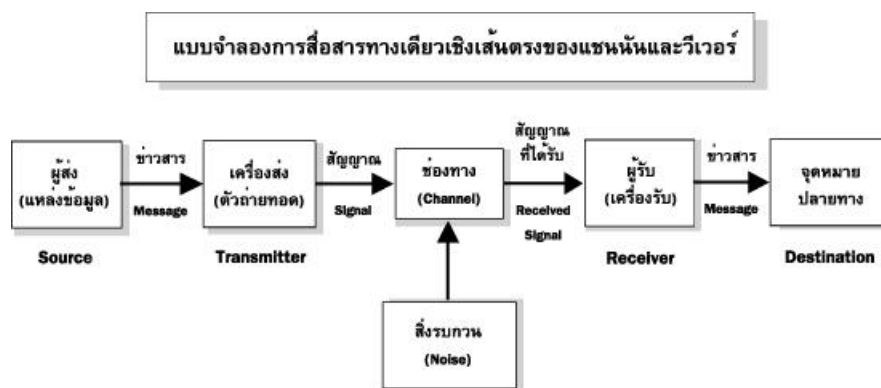 แบบจำลองการสื่อสารทางเดียวเชิงเส้นตรงของแชนนันและวีเวอร์
ผู้ส่ง
(แหล่งข้อมูล)
Source
ข่าวสาร
Message
เครื่องส่ง
(ตัวถ่ายทอด)
Transmitter
สัญญาณ
Signal
ช่องทาง
(Channel)
สัญญาณ
ที่ได้รับ
Received
Signal
ผู้รับ
(เครื่องรับ)
Receiver
ข่าวสาร
Message
จุดหมาย
ปลายทาง
Destination
สิ่งรบกวน
(Noise)